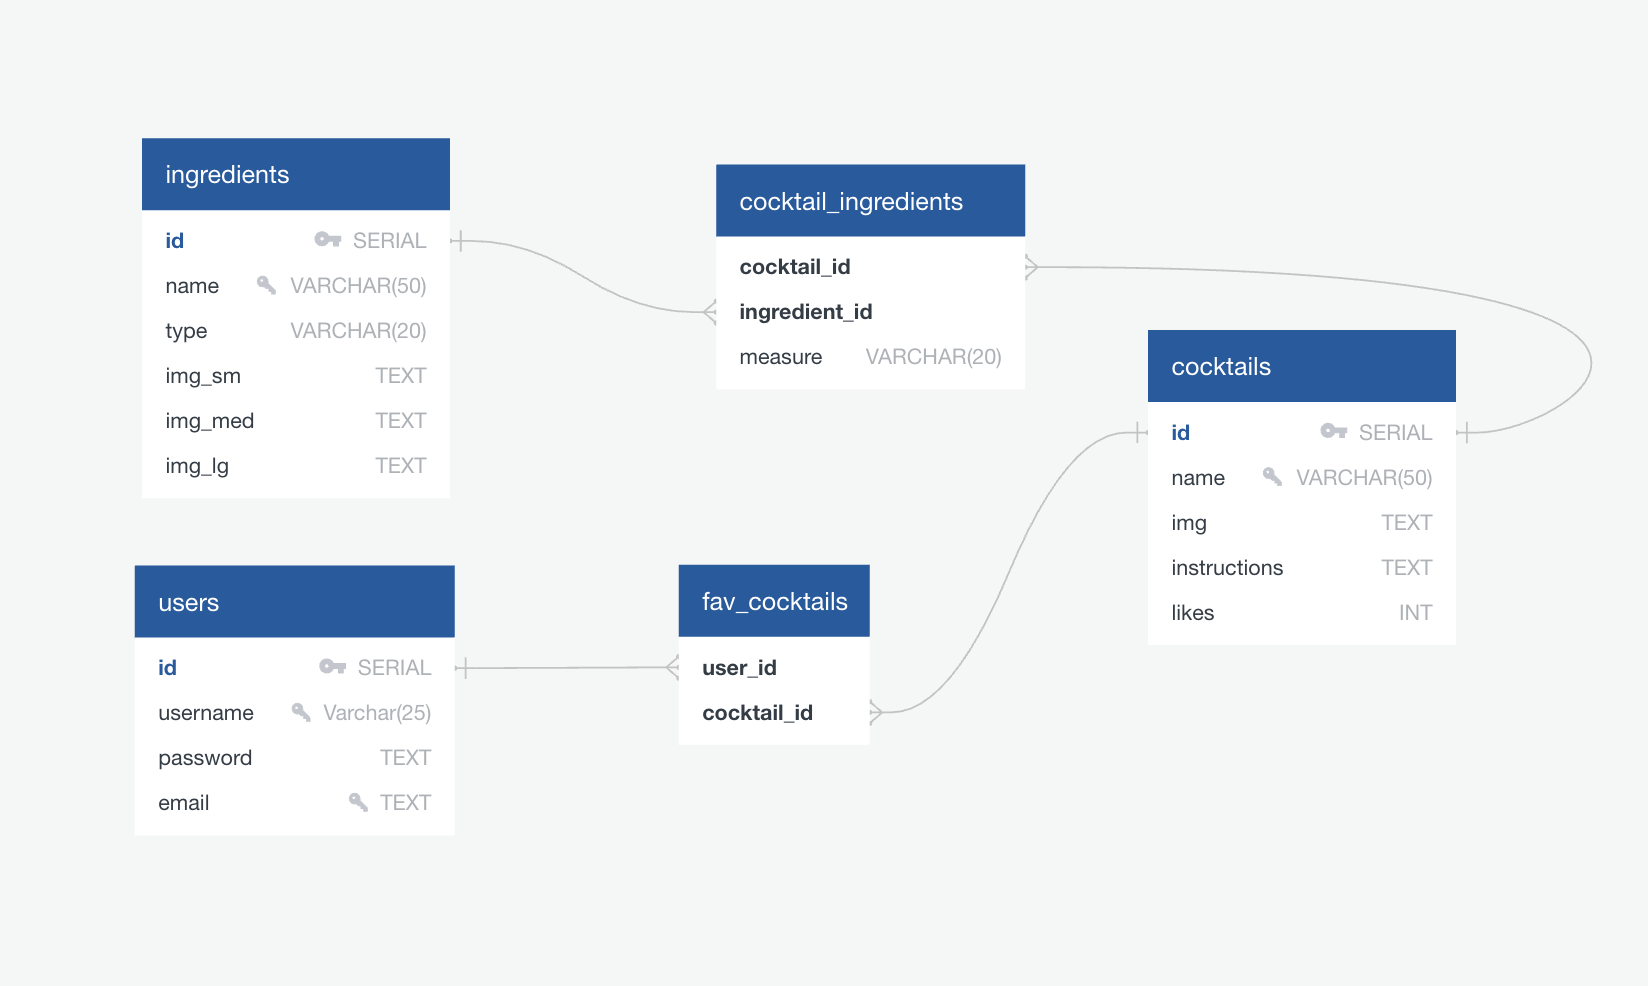 ingredients
id SERIAL
name VARCHAR(50)
type VARCHAR(20)
img_sm TEXT
img_med TEXT
img_lg TEXT
cocktail_ingredients
cocktail_id
ingredient_id
measure VARCHAR(20)
cocktails
id SERIAL
name VARCHAR(50)
img TEXT
instructions TEXT
likes INT
users
id SERIAL
username Varchar(25)
password TEXT
email TEXT
fav_cocktails
user_id
cocktail_id